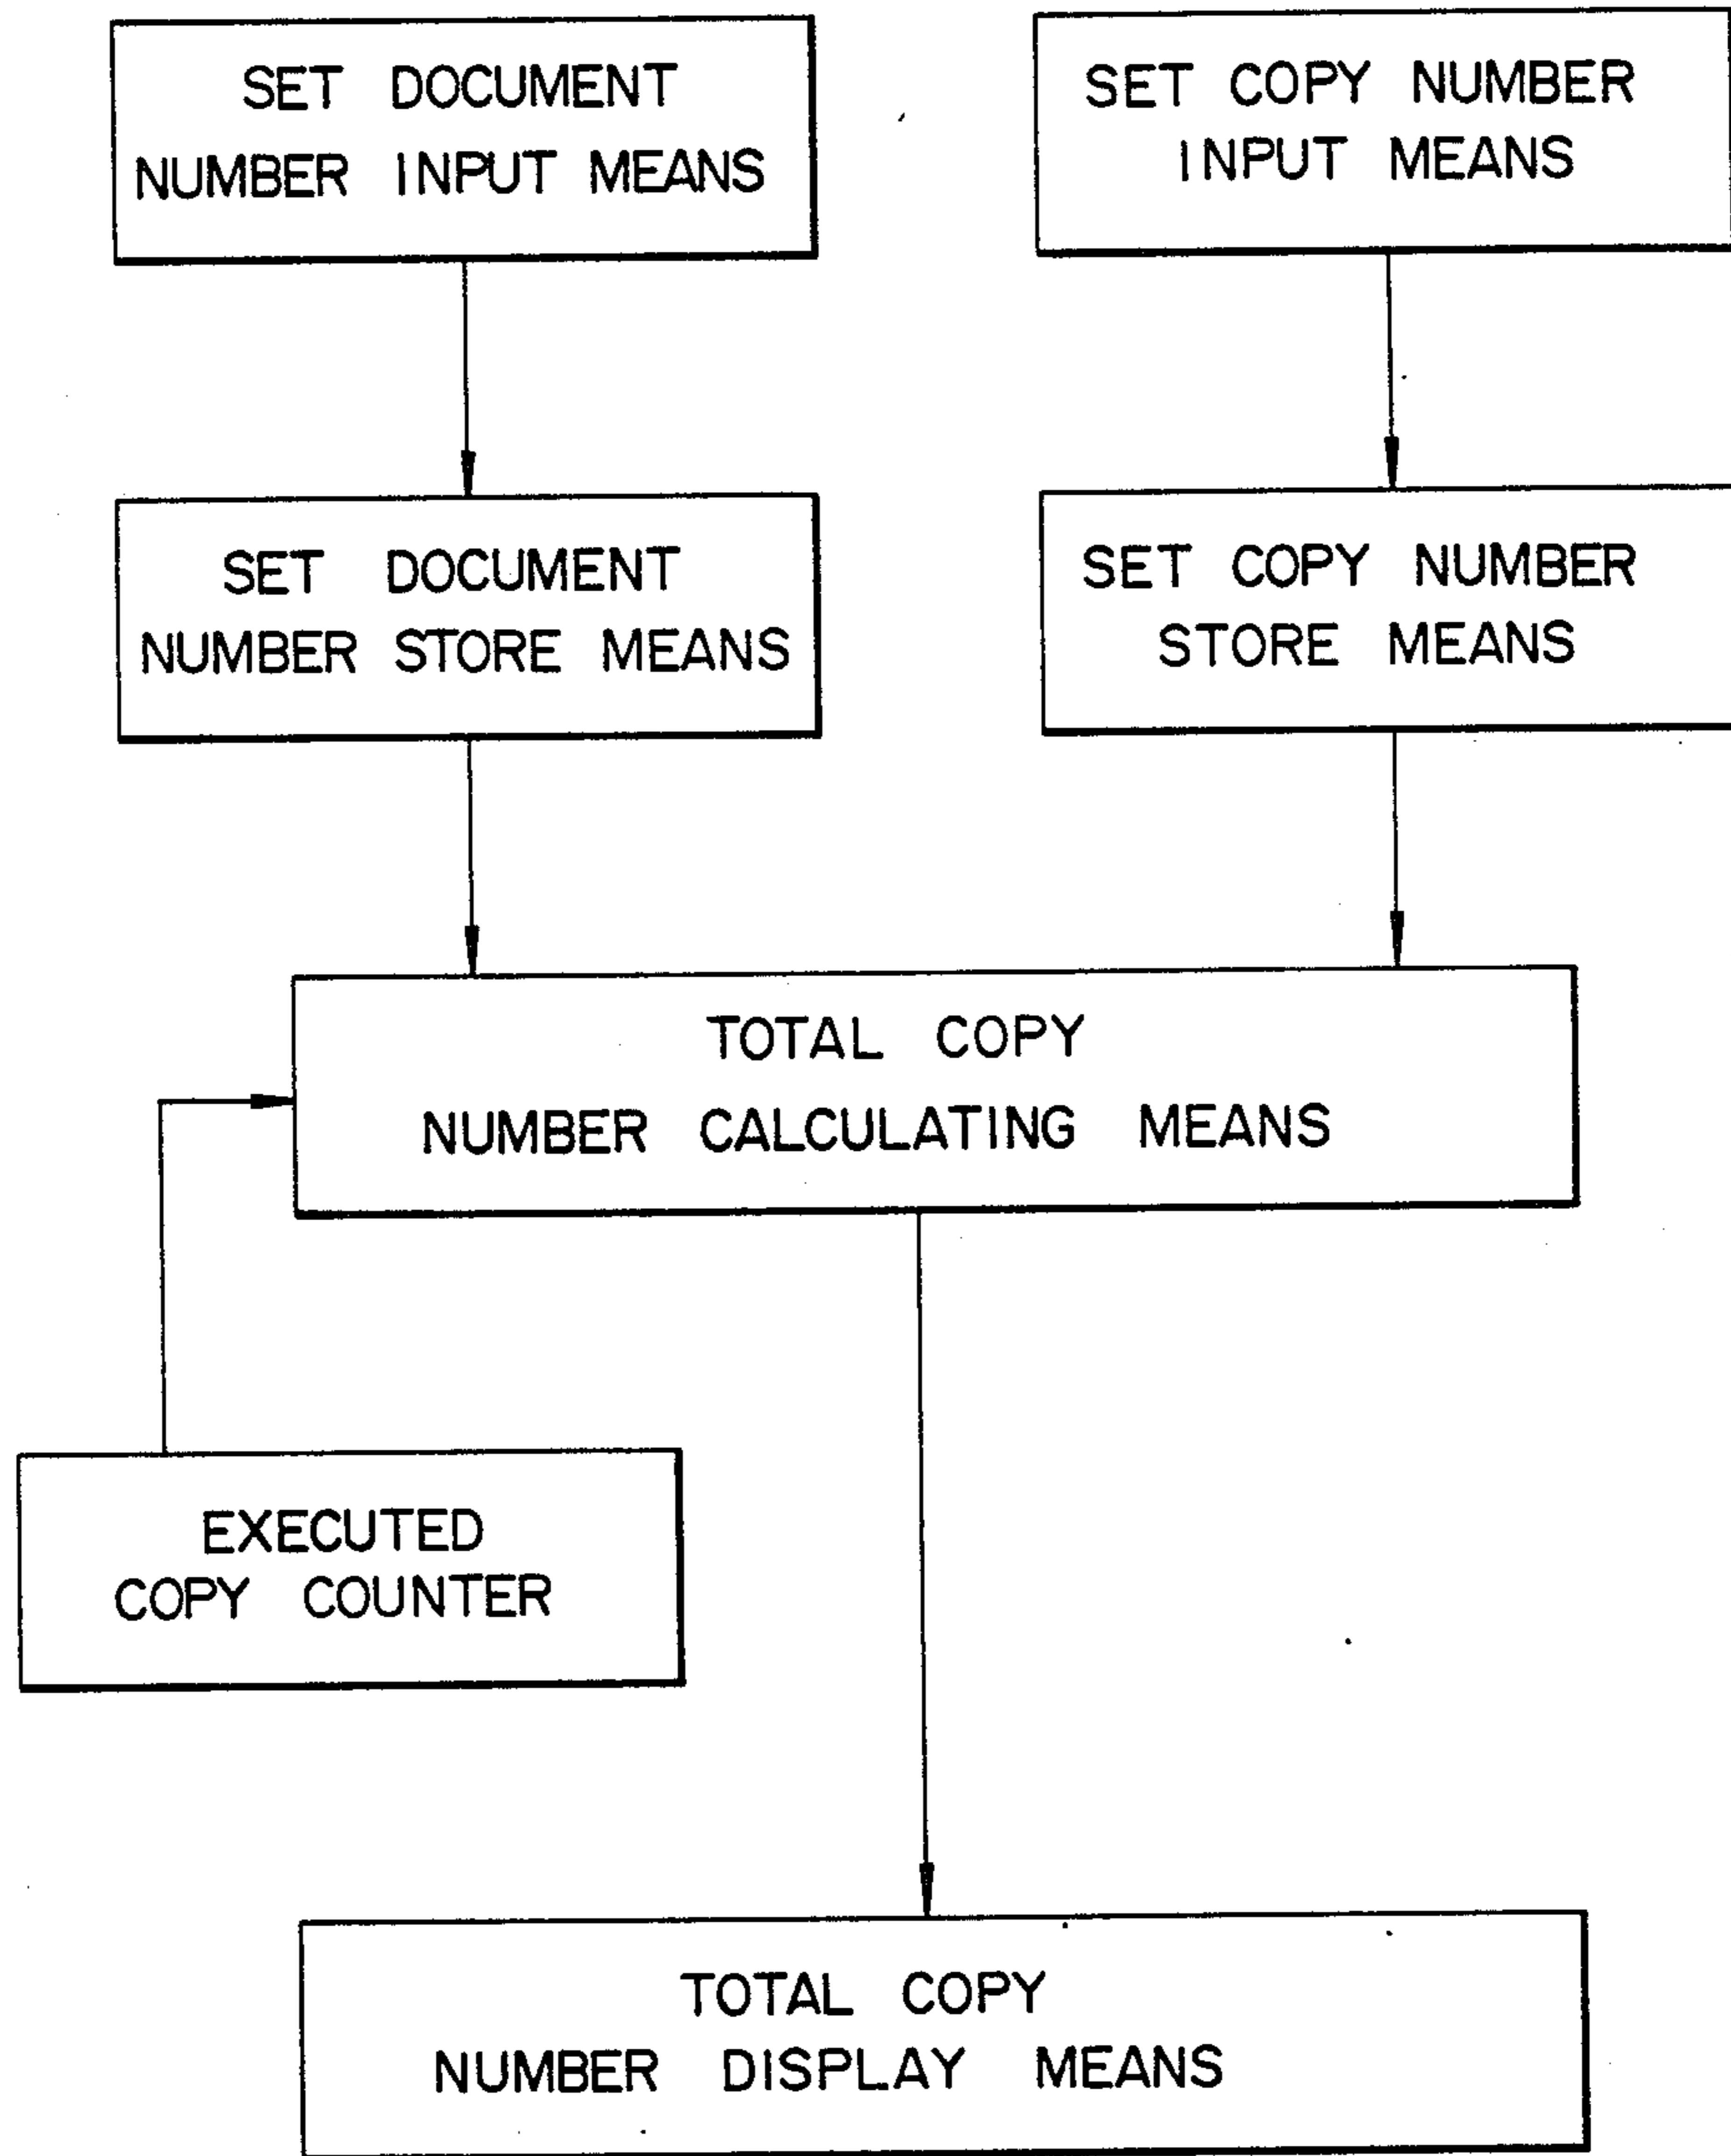 SET DOCUMENT
NUMBER INPUT MEANS
SET COPY NUMBER
INPUT MEANS
SET DOCUMENT
NUMBER STORE MEANS
SET COPY NUMBER
STORE MEANS
TOTAL COPY
NUMBER CALCULATING MEANS
EXECUTED
COPY COUNTER
TOTAL COPY
NUMBER DISPLAY MEANS